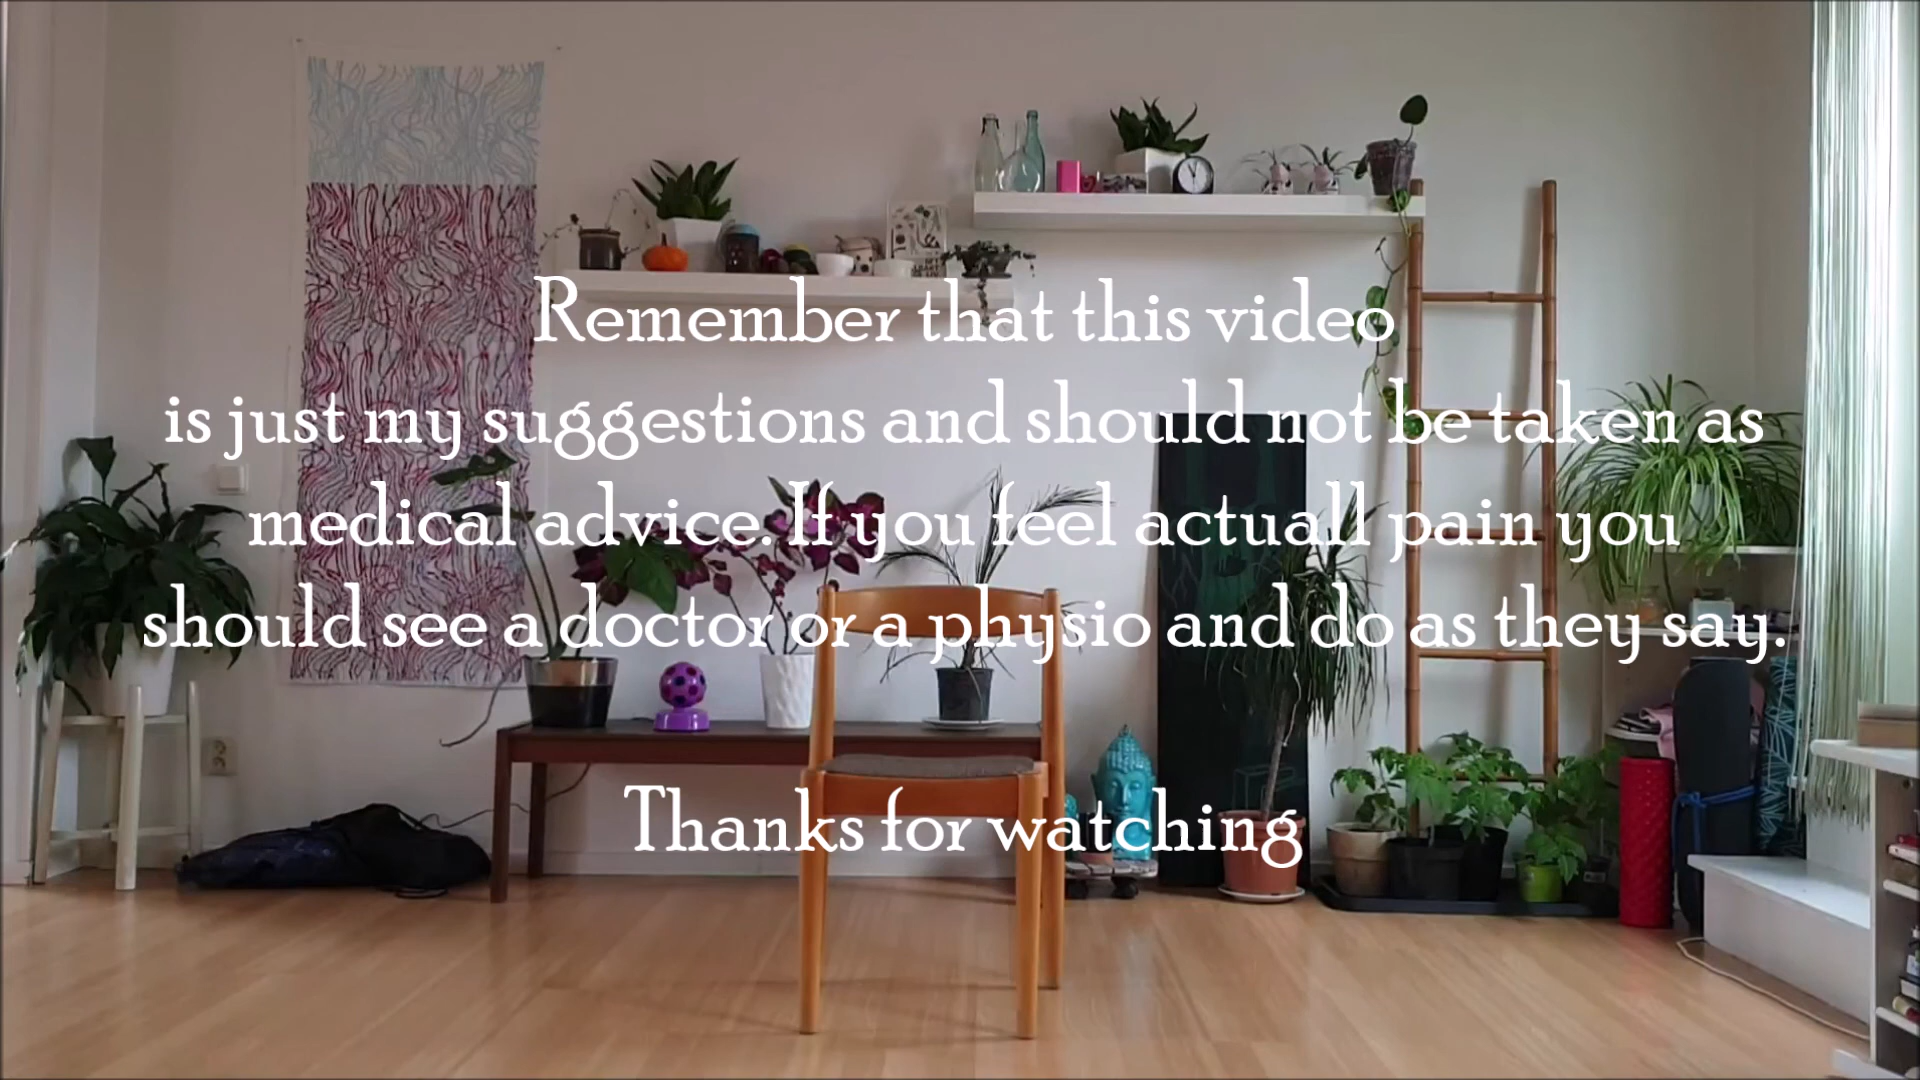 Remember that this video
is just my suggestions and should not be taken as
medical advice. If you feel actuall pain you
should see a doctor or a physio and do as they say.
Thanks for watching